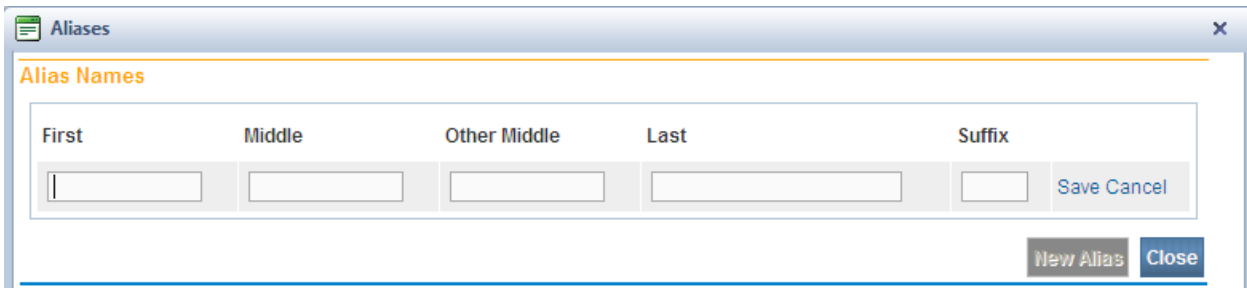 Aliases
Alias Names
First Middle Other Middle Last Suffix
Save Cancel
New Alias Close